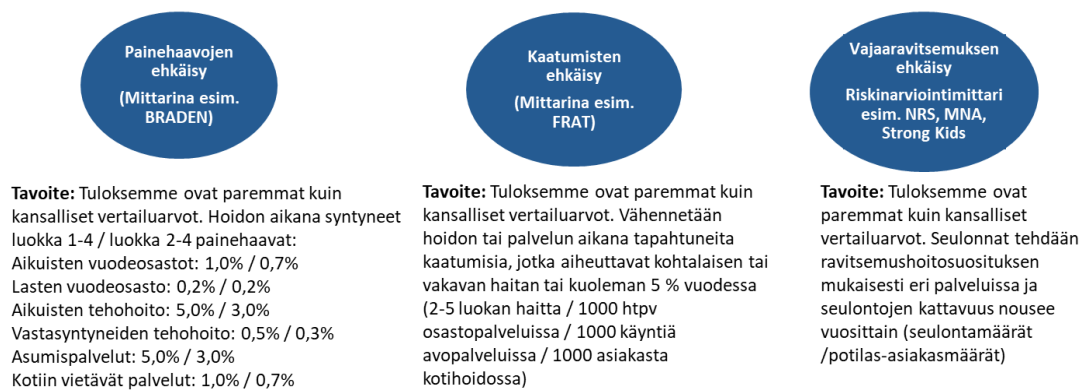 Painehaavojen
ehkäisy
(Mittarina esim.
BRADEN)
Tavoite: Tuloksemme ovat paremmat kuin
kansalliset vertailuarvot. Hoidon aikana syntyneet
luokka 1-4 / luokka 2-4 painehaavat:
Aikuisten vuodeosastot: 1,0% / 0,7%
Lasten vuodeosasto: 0,2% / 0,2%
Aikuisten tehohoito: 5,0% / 3,0%
Vastasyntyneiden tehohoito: 0,5% / 0,3%
Asumispalvelut: 5,0% / 3,0%
Kotiin vietävät palvelut: 1,0% / 0,7%
Kaatumisten
ehkäisy
(Mittarina esim.
FRAT)
Tavoite: Tuloksemme ovat paremmat kuin
kansalliset vertailuarvot. Vähennetään
hoidon tai palvelun aikana tapahtuneita
kaatumisia, jotka aiheuttavat kohtalaisen tai
vakavan haitan tai kuoleman 5 % vuodessa
(2-5 luokan haitta / 1000 htpv
osastopalveluissa / 1000 käyntiä
avopalveluissa / 1000 asiakasta
kotihoidossa)
Vajaaravitsemuksen
ehkäisy
Riskinarviointimittari
esim. NRS, MNA,
Strong Kids
Tavoite: Tuloksemme ovat
paremmat kuin kansalliset
vertailuarvot. Seulonnat tehdään
ravitsemushoitosuosituksen
mukaisesti eri palveluissa ja
seulontojen kattavuus nousee
vuosittain (seulontamäärät
/potilas-asiakasmäärät)